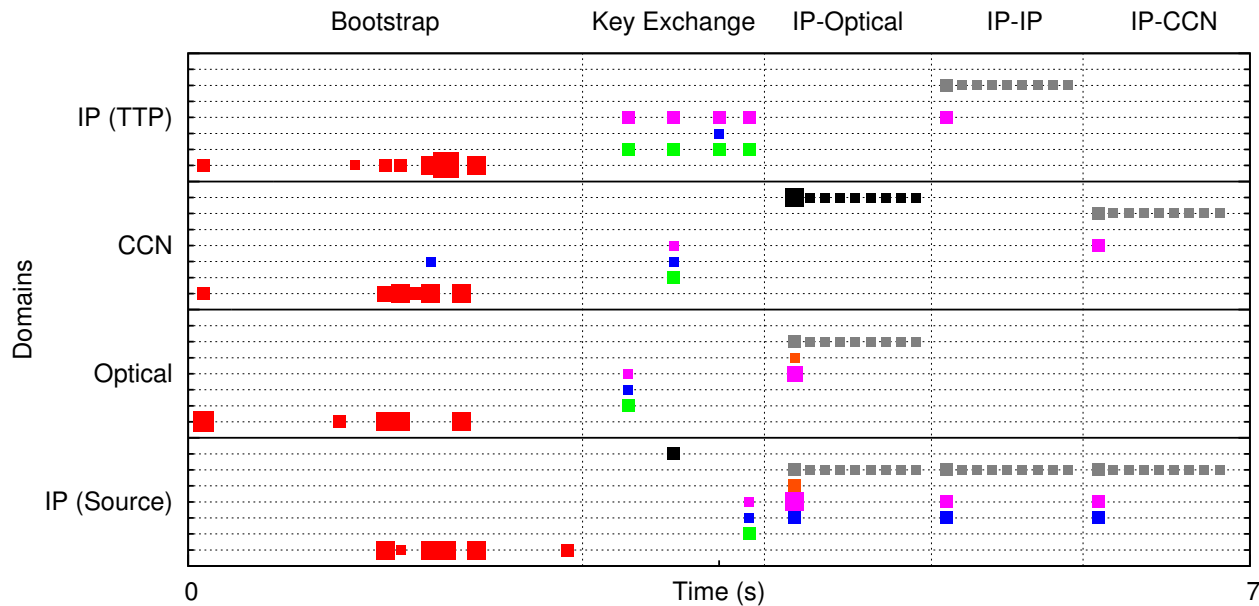 Bootstrap Key Exchange IP-Optical IP-IP IP-CCN
IP (TTP)
CCN
Domains
Optical
IP (Source)
0 Time (s) 7